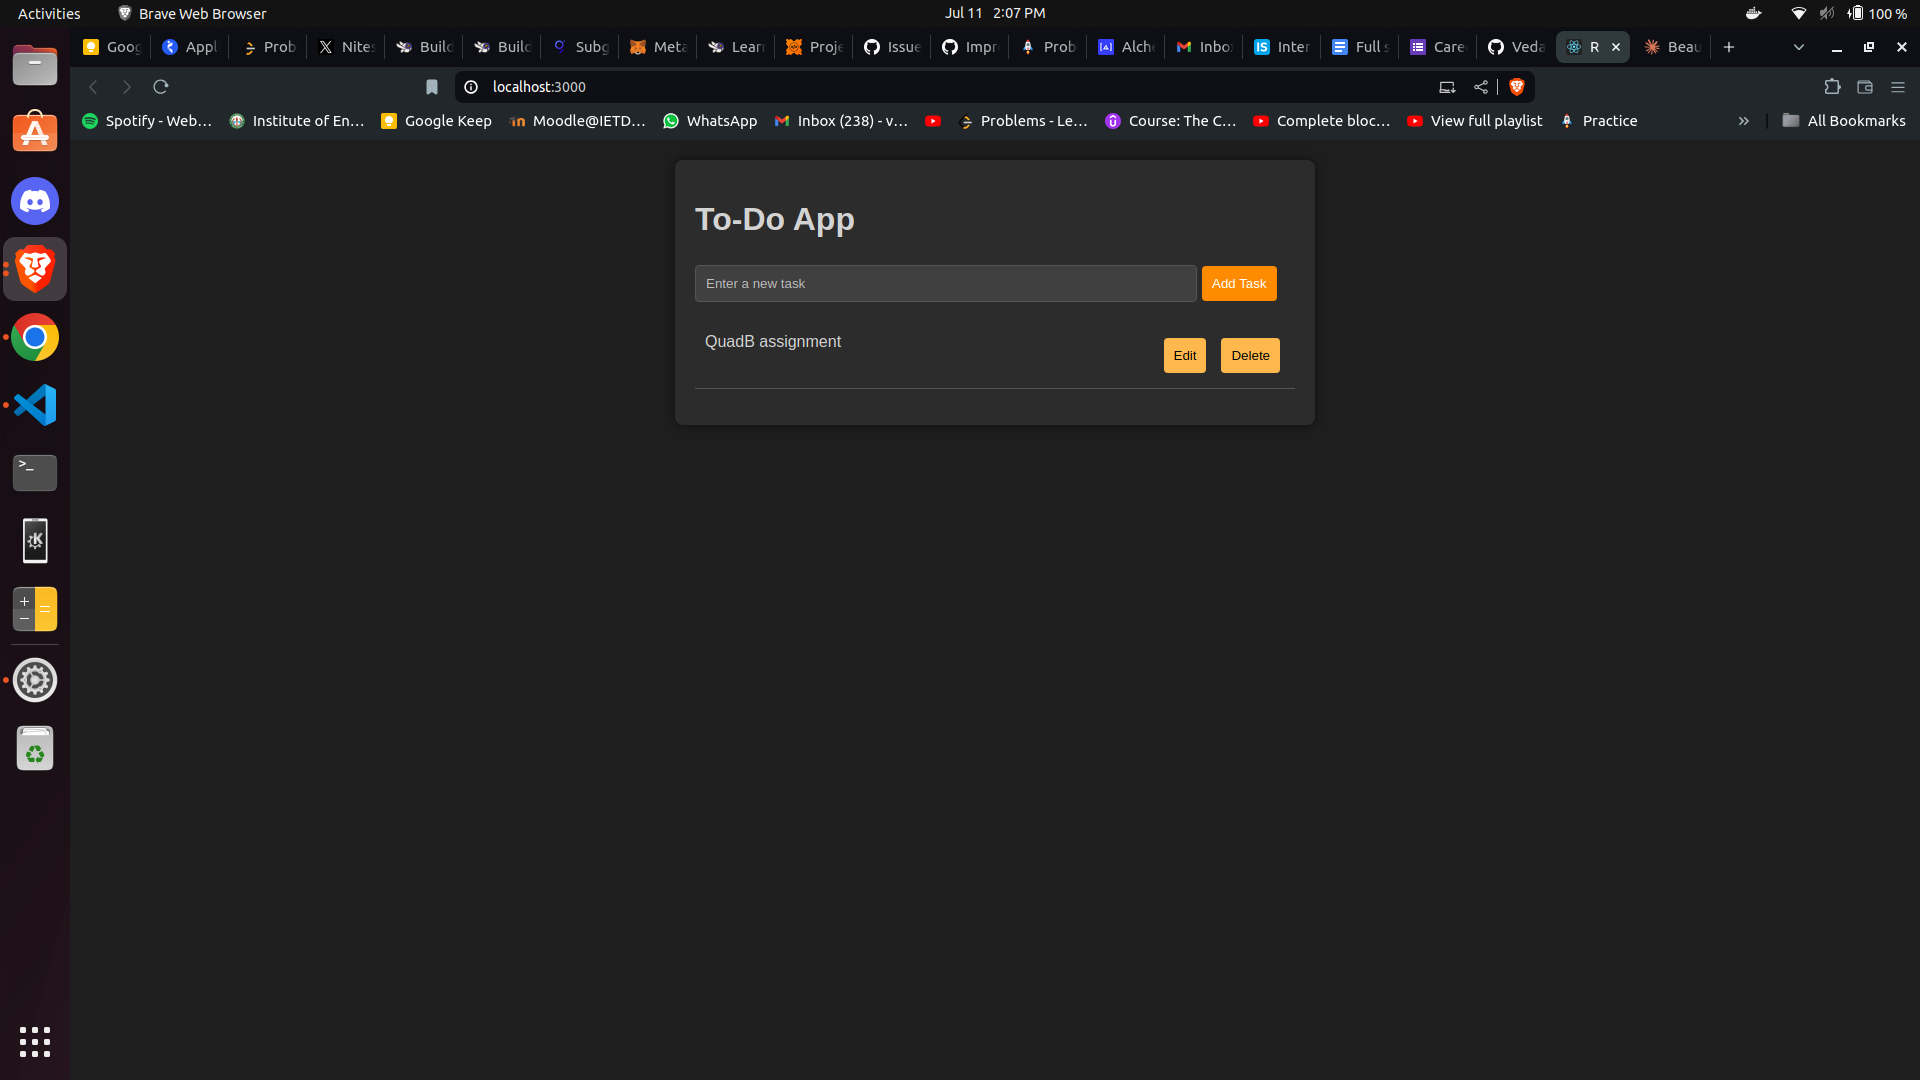 Activities Brave Web Browser Jul 11 2:07 PM 100 %
Goog Appl Prob Nites Build Build Subg Meta Lear Proje Issue Impr Prob Alche Inbo Inter Full s Care Veda R Beau
localhost:3000
Spotify - Web... Institute of En... Google Keep Moodle@IETD... WhatsApp Inbox (238) - v... Problems - Le... Course: The C... Complete bloc... View full playlist Practice » All Bookmarks
To-Do App
Enter a new task Add Task
QuadB assignment Edit Delete